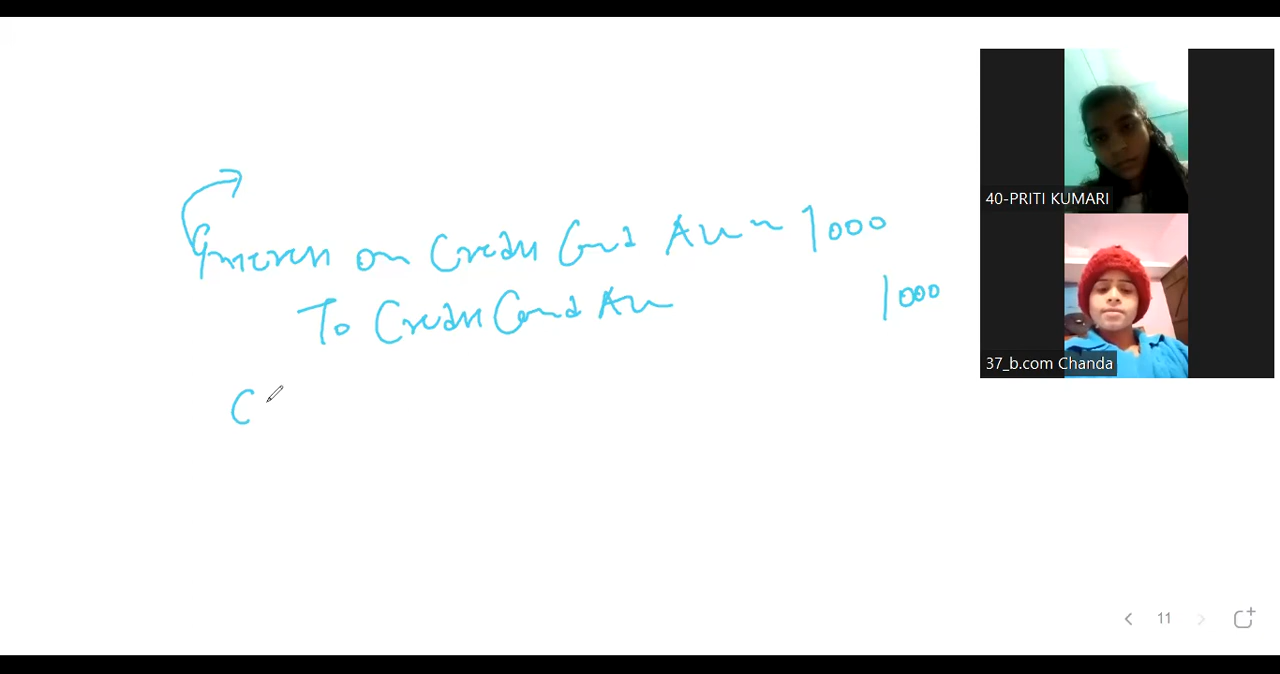 Interest on Credit Card A/c 1000
To Credit Card A/c 1000
C
40-PRITI KUMARI
37_b.com Chanda
11